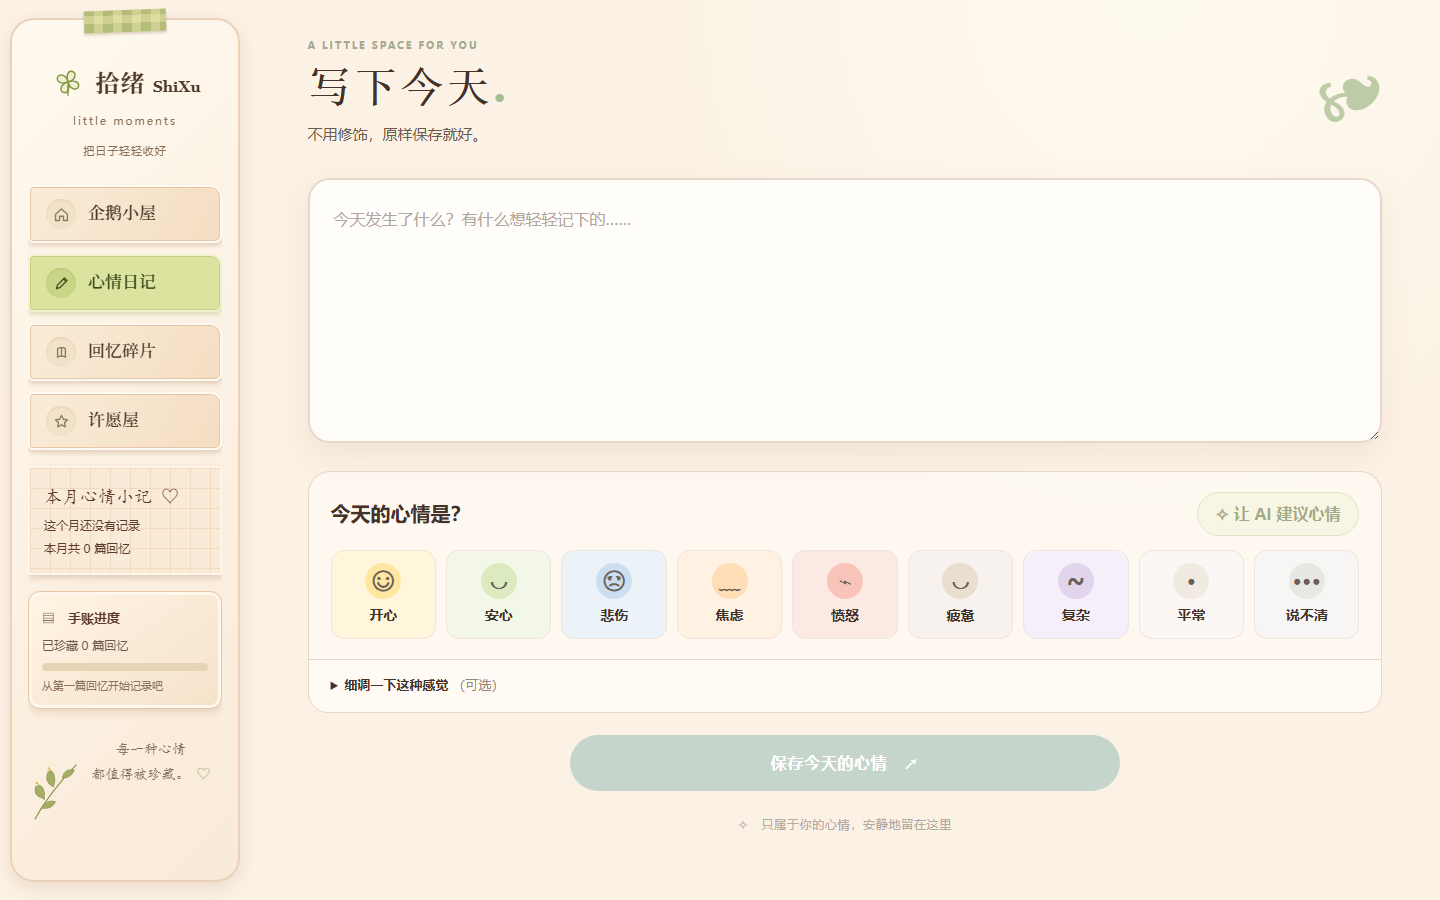 拾绪 ShiXu
little moments
把日子轻轻收好
企鹅小屋
心情日记
回忆碎片
许愿屋
本月心情小记 ♡
这个月还没有记录
本月共 0 篇回忆
手账进度
已珍藏 0 篇回忆
从第一篇回忆开始记录吧
每一种心情
都值得被珍藏。 ♡
A LITTLE SPACE FOR YOU
写下今天.
不用修饰，原样保存就好。
今天发生了什么？有什么想轻轻记下的……
今天的心情是？
✧ 让 AI 建议心情
开心
安心
悲伤
焦虑
愤怒
疲惫
复杂
平常
说不清
▶ 细调一下这种感觉 （可选）
保存今天的心情 ↗
✧ 只属于你的心情，安静地留在这里